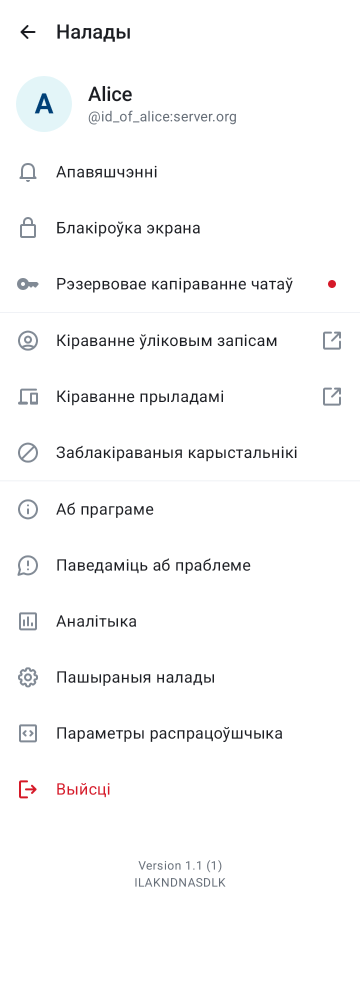 Налады
A
Alice
@id_of_alice:server.org
Апавяшчэнні
Блакіроўка экрана
Рэзервовае капіраванне чатаў
Кіраванне ўліковым запісам
Кіраванне прыладамі
Заблакіраваныя карыстальнікі
Аб праграме
Паведаміць аб праблеме
Аналітыка
Пашыраныя налады
Параметры распрацоўшчыка
Выйсці
Version 1.1 (1)
ILAKNDNASDLK